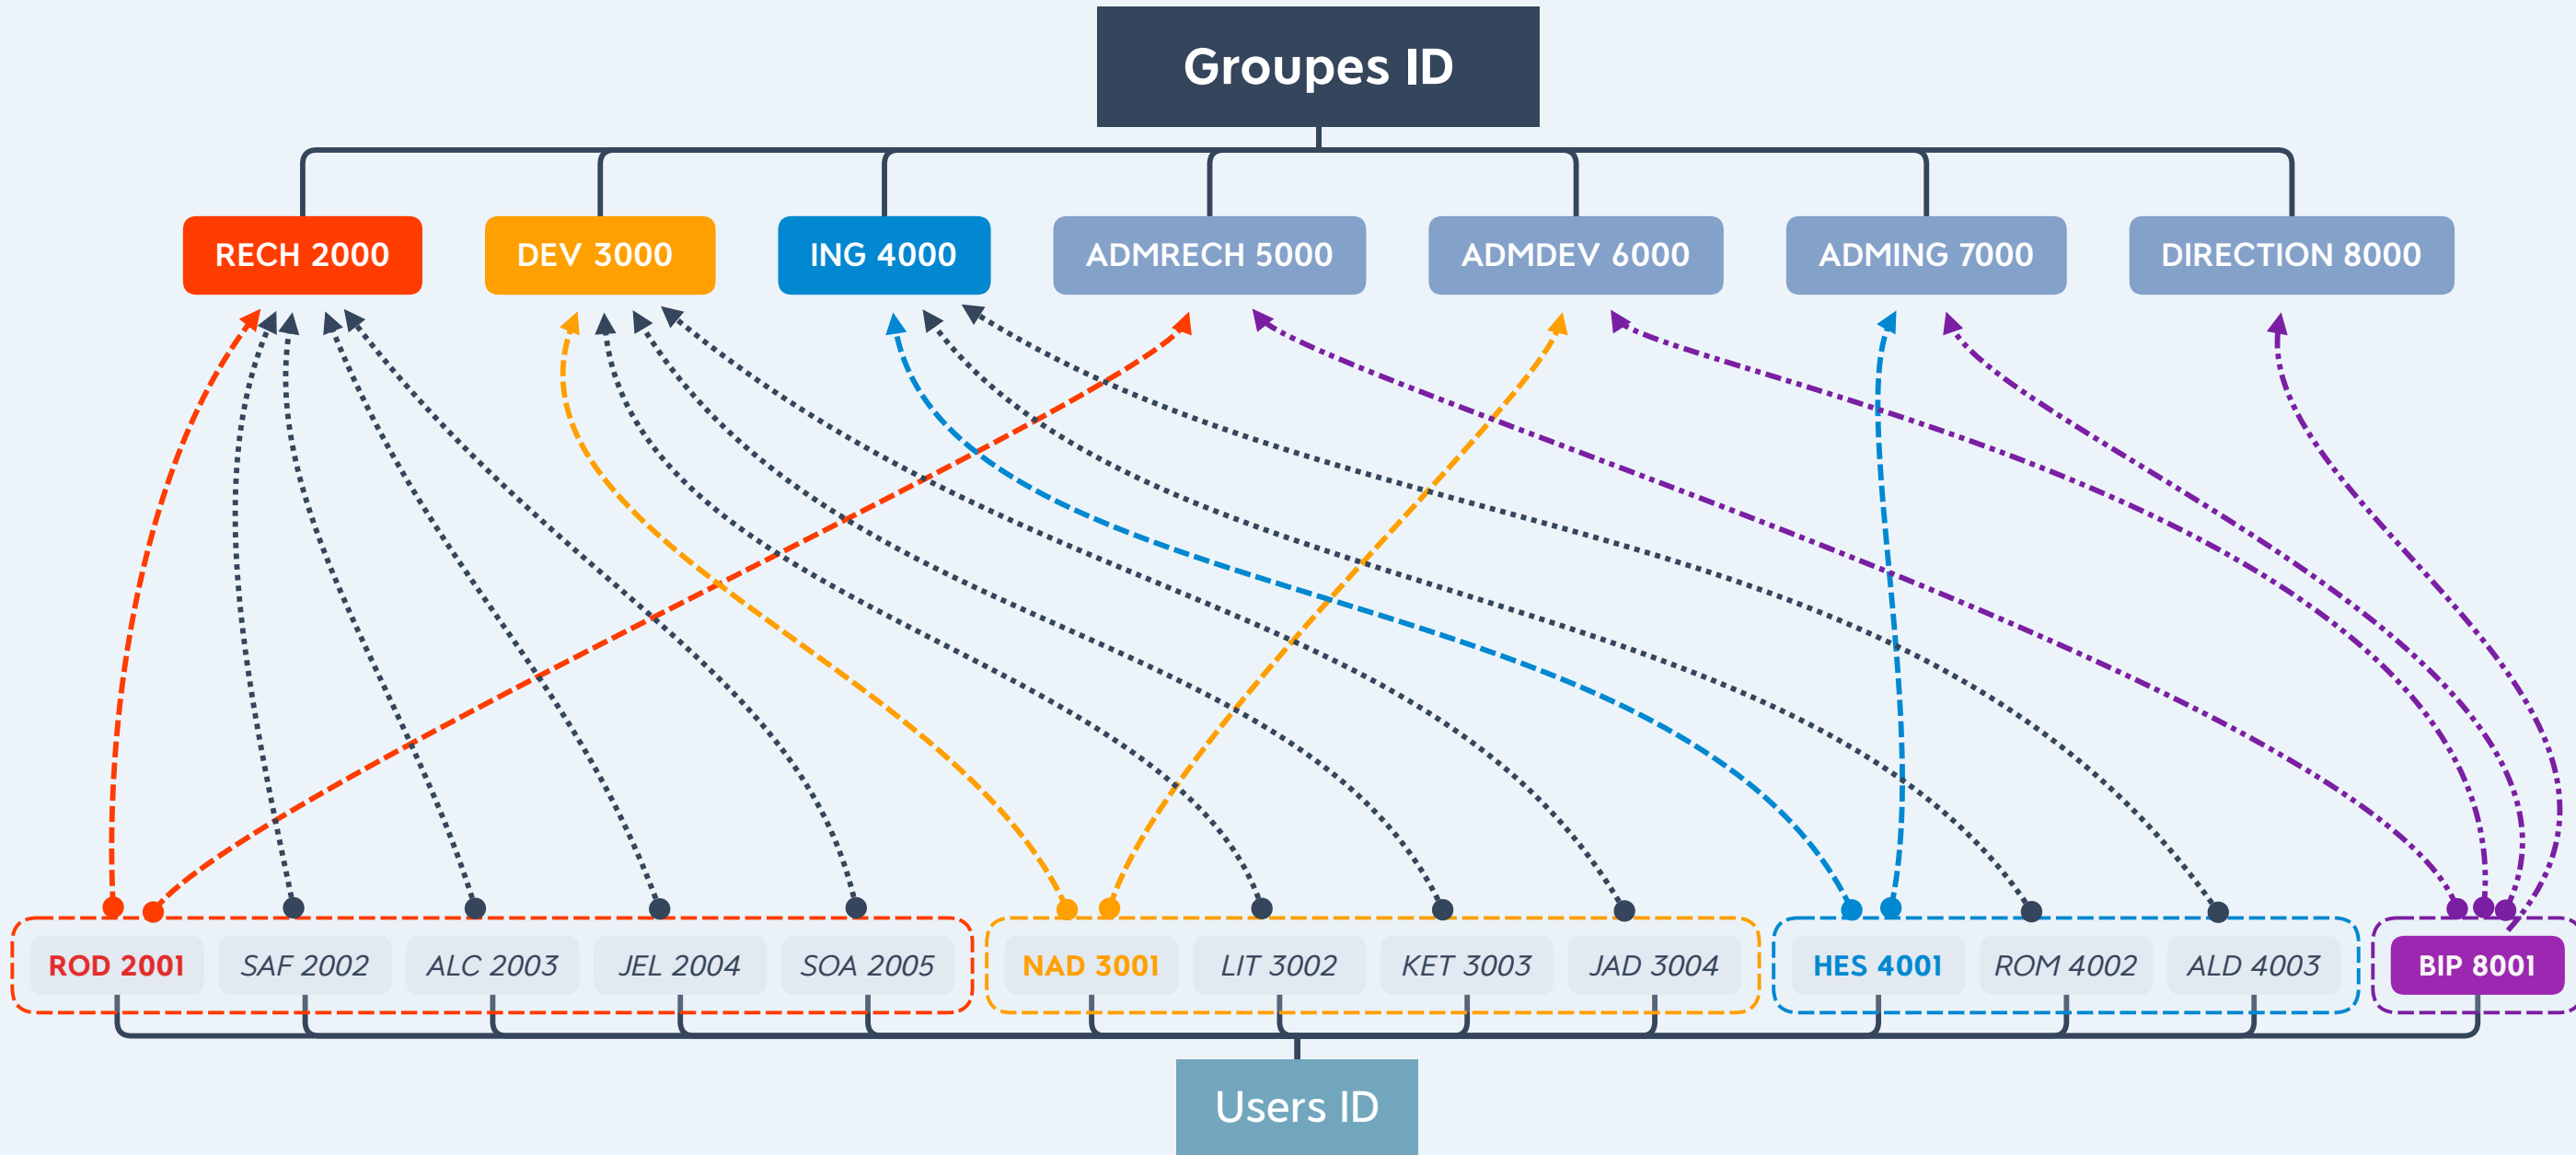 Groupes ID
RECH 2000
DEV 3000
ING 4000
ADMRECH 5000
ADMDEV 6000
ADMING 7000
DIRECTION 8000
ROD 2001
SAF 2002
ALC 2003
JEL 2004
SOA 2005
NAD 3001
LIT 3002
KET 3003
JAD 3004
HES 4001
ROM 4002
ALD 4003
BIP 8001
Users ID